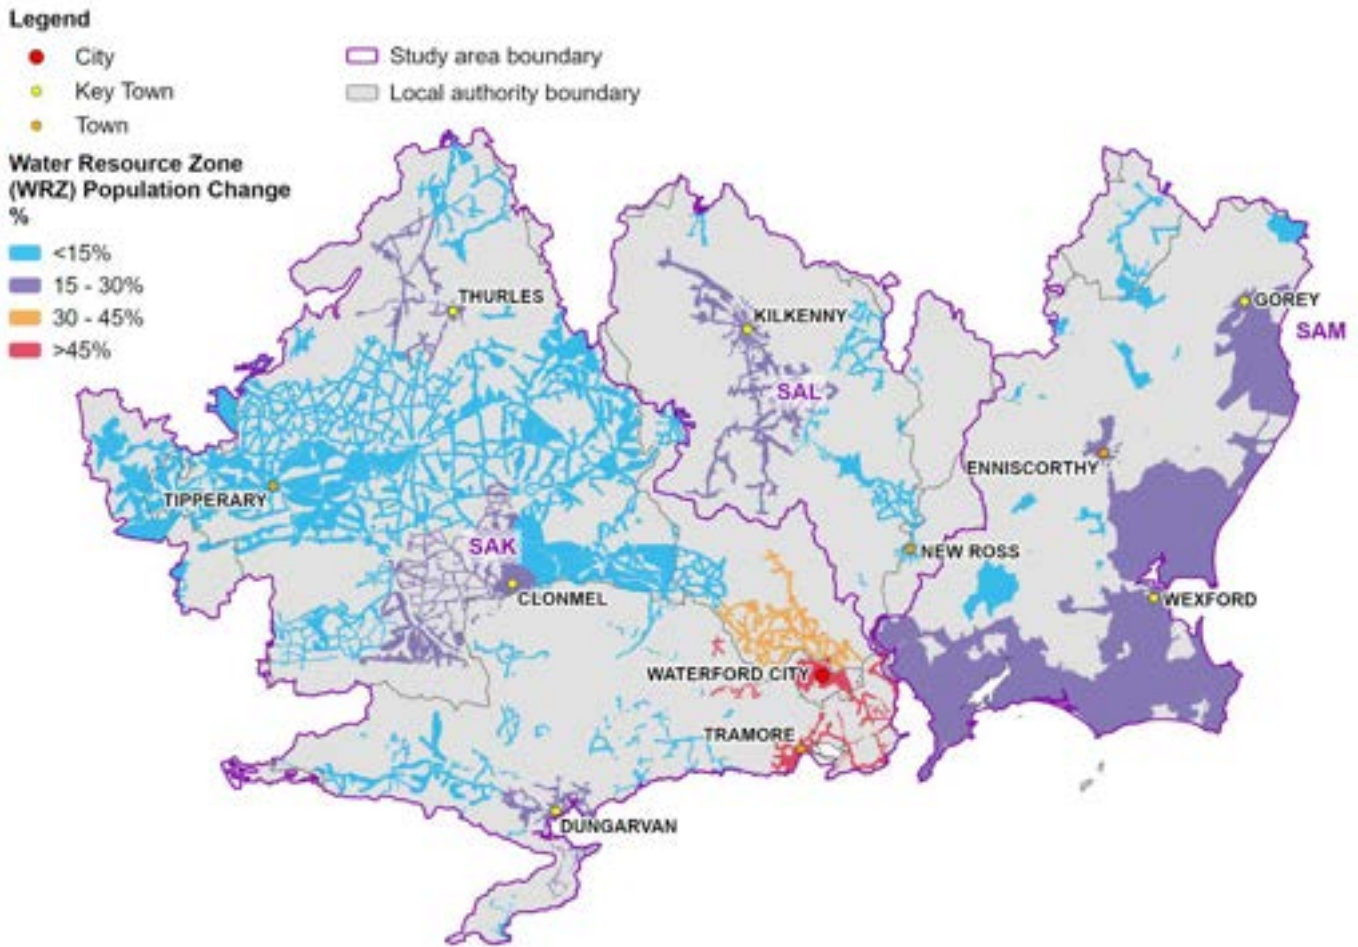 Legend
City
Key Town
Town
Study area boundary
Local authority boundary
Water Resource Zone
(WRZ) Population Change
%
<15%
15 - 30%
30 - 45%
>45%
THURLES
KILKENNY
GOREY
SAM
SAL
ENNISCORTHY
TIPPERARY
SAK
NEW ROSS
CLONMEL
WEXFORD
WATERFORD CITY
TRAMORE
DUNGARVAN